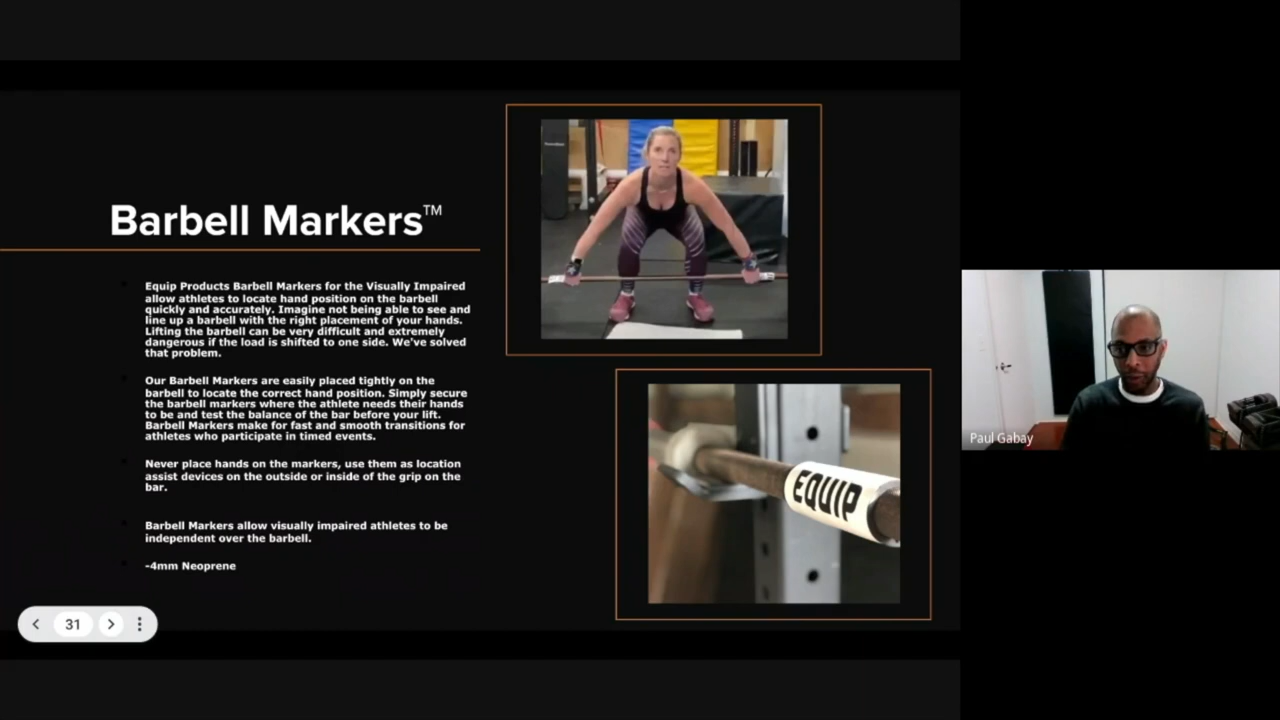 Barbell Markers™
Equip Products Barbell Markers for the Visually Impaired
allow athletes to locate hand position on the barbell
quickly and accurately. Imagine not being able to see and
line up a barbell with the right placement of your hands.
Lifting the barbell can be very difficult and extremely
dangerous if the load is shifted to one side. We've solved
that problem.
Our Barbell Markers are easily placed tightly on the
barbell to locate the correct hand position. Simply secure
the barbell markers where the athlete needs their hands
to be and test the balance of the bar before your lift.
Barbell Markers make for fast and smooth transitions for
athletes who participate in timed events.
Never place hands on the markers, use them as location
assist devices on the outside or inside of the grip on the
bar.
Barbell Markers allow visually impaired athletes to be
independent over the barbell.
-4mm Neoprene
31
EQUIP
Paul Gabay